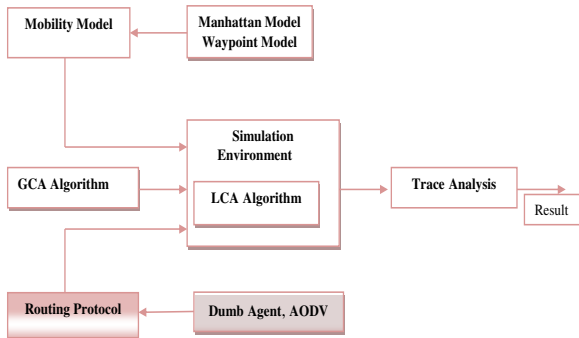 Mobility Model
Manhattan Model
Waypoint Model
Simulation
Environment
GCA Algorithm
LCA Algorithm
Trace Analysis
Result
Routing Protocol
Dumb Agent, AODV